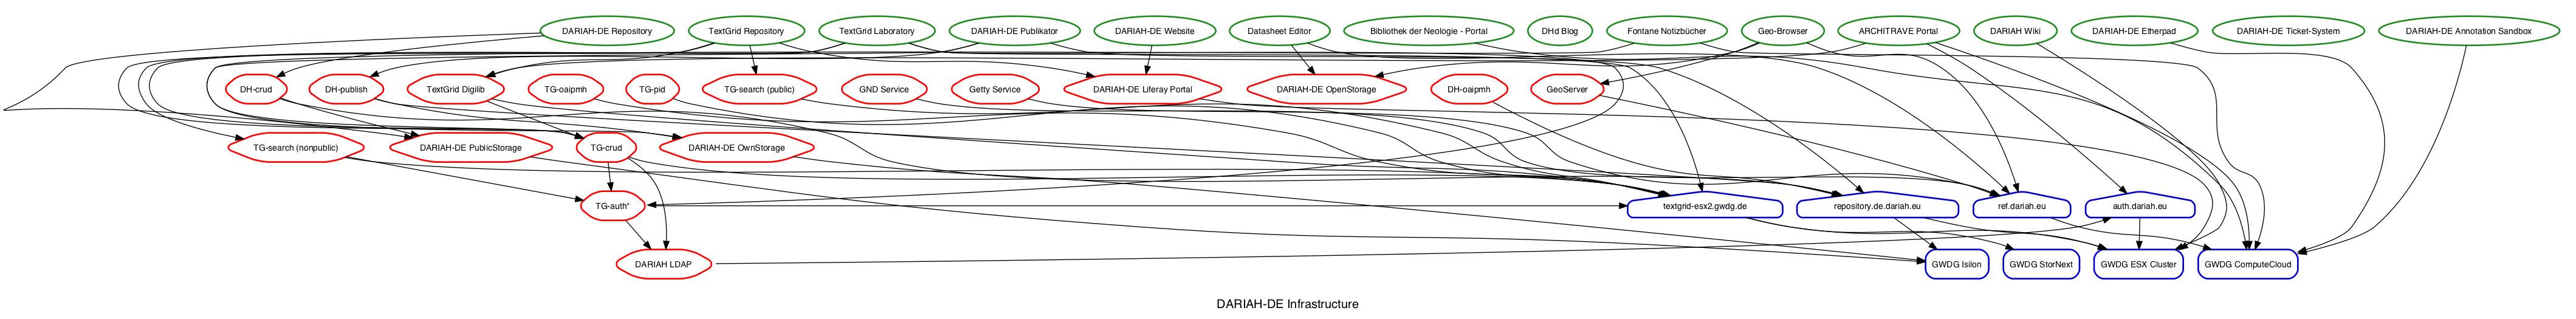 DARIAH-DE Repository
TextGrid Repository
TextGrid Laboratory
DARIAH-DE Publikator
DARIAH-DE Website
Datasheet Editor
Bibliothek der Neologie - Portal
DHd Blog
Fontane Notizbücher
Geo-Browser
ARCHITRAVE Portal
DARIAH Wiki
DARIAH-DE Etherpad
DARIAH-DE Ticket-System
DARIAH-DE Annotation Sandbox
DH-crud
DH-publish
TextGrid Digilib
TG-oaipmh
TG-pid
TG-search (public)
GND Service
Getty Service
DARIAH-DE Liferay Portal
DARIAH-DE OpenStorage
DH-oaipmh
GeoServer
TG-search (nonpublic)
DARIAH-DE PublicStorage
TG-crud
DARIAH-DE OwnStorage
TG-auth*
textgrid-esx2.gwdg.de
repository.de.dariah.eu
ref.dariah.eu
auth.dariah.eu
DARIAH LDAP
GWDG Isilon
GWDG StorNext
GWDG ESX Cluster
GWDG ComputeCloud
DARIAH-DE Infrastructure